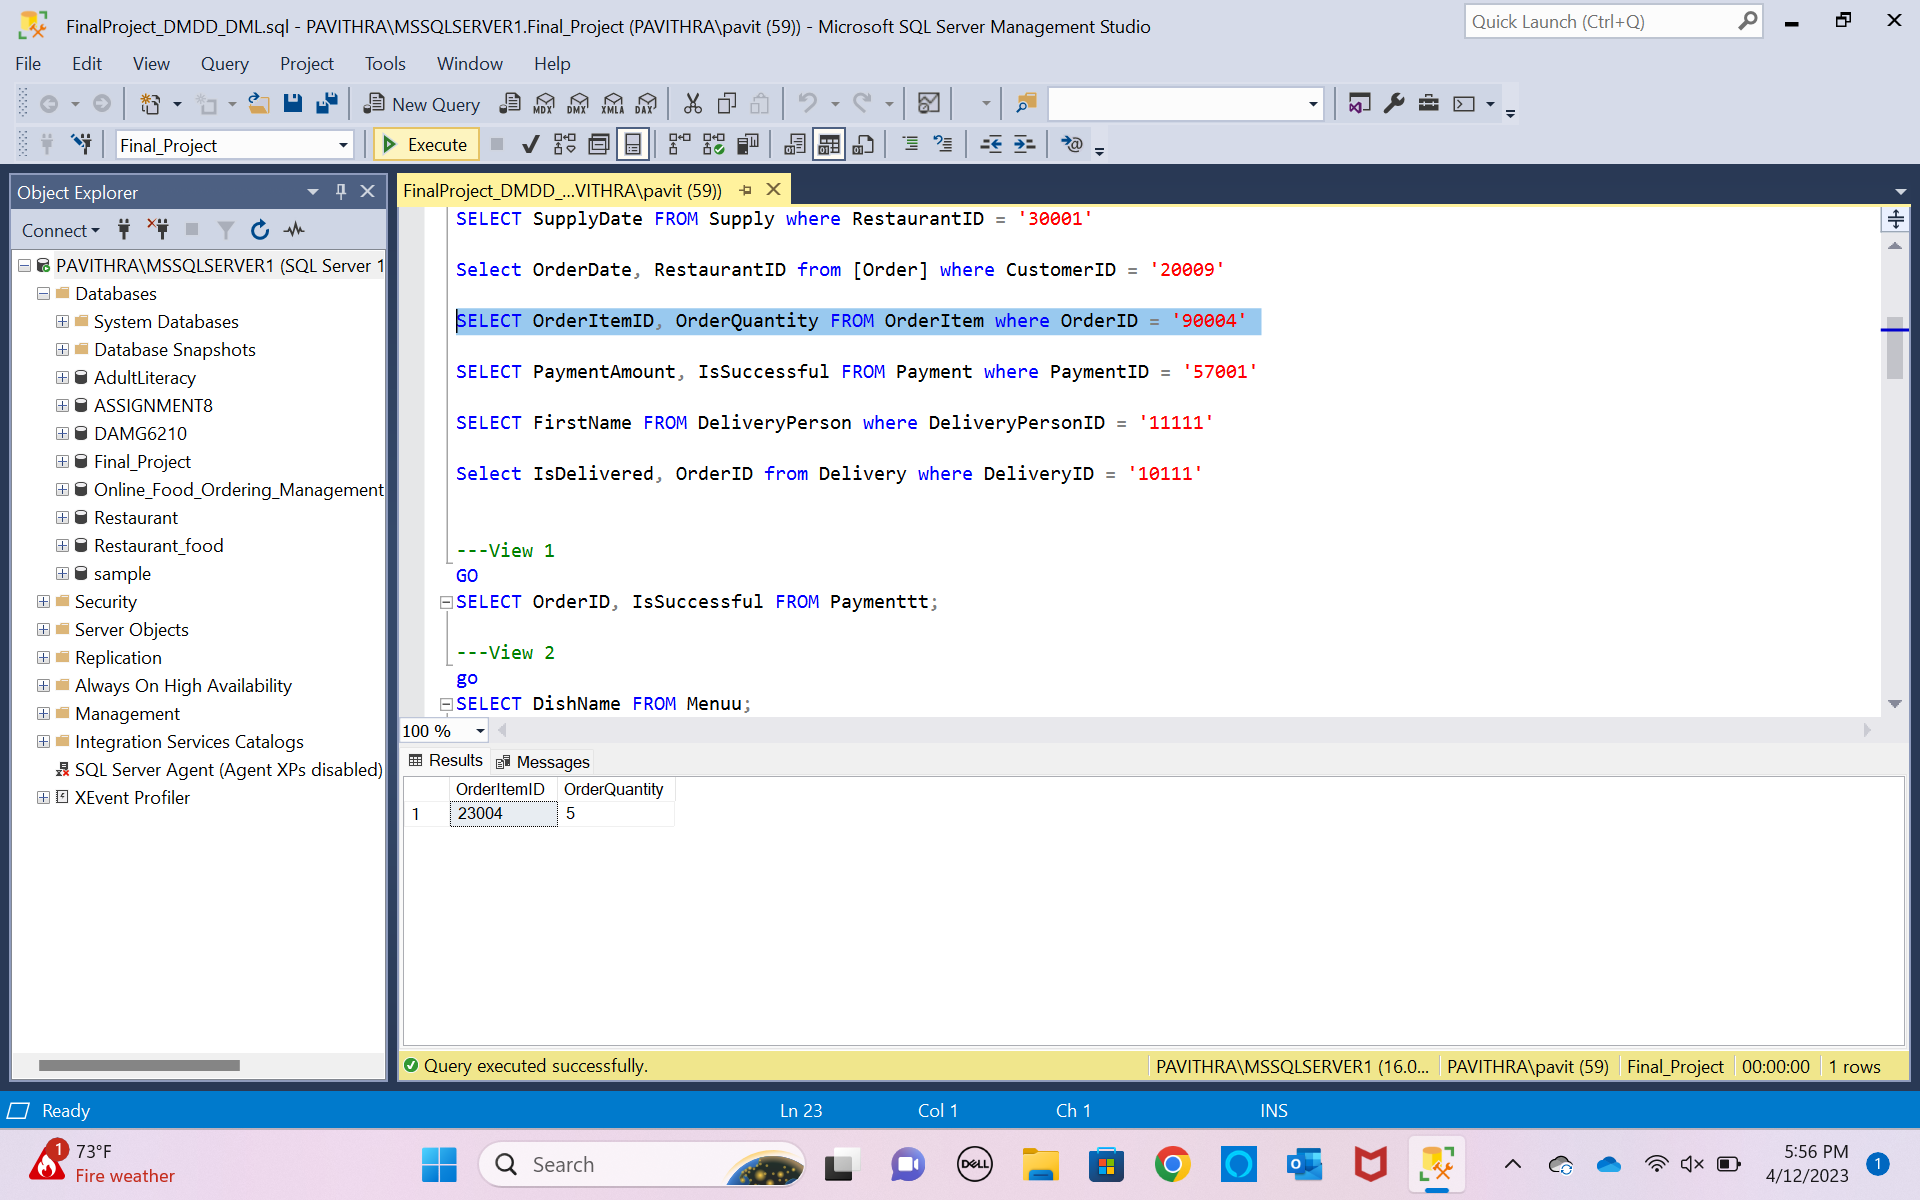 FinalProject_DMDD_DML.sql - PAVITHRA\MSSQLSERVER1.Final_Project (PAVITHRA\pavit (59)) - Microsoft SQL Server Management Studio
Quick Launch (Ctrl+Q)
File Edit View Query Project Tools Window Help
New Query MDX DMX XMLA DAX
Final_Project Execute
Object Explorer
Connect
PAVITHRA\MSSQLSERVER1 (SQL Server 1
Databases
System Databases
Database Snapshots
AdultLiteracy
ASSIGNMENT8
DAMG6210
Final_Project
Online_Food_Ordering_Management
Restaurant
Restaurant_food
sample
Security
Server Objects
Replication
Always On High Availability
Management
Integration Services Catalogs
SQL Server Agent (Agent XPs disabled)
XEvent Profiler
FinalProject_DMDD_...VITHRA\pavit (59))
SELECT SupplyDate FROM Supply where RestaurantID = '30001'
Select OrderDate, RestaurantID from [Order] where CustomerID = '20009'
SELECT OrderItemID, OrderQuantity FROM OrderItem where OrderID = '90004'
SELECT PaymentAmount, IsSuccessful FROM Payment where PaymentID = '57001'
SELECT FirstName FROM DeliveryPerson where DeliveryPersonID = '11111'
Select IsDelivered, OrderID from Delivery where DeliveryID = '10111'
---View 1
GO
SELECT OrderID, IsSuccessful FROM Paymenttt;
---View 2
go
SELECT DishName FROM Menuu;
100 %
Results Messages
OrderItemID OrderQuantity
1 23004 5
Query executed successfully.
PAVITHRA\MSSQLSERVER1 (16.0... PAVITHRA\pavit (59) Final_Project 00:00:00 1 rows
Ready Ln 23 Col 1 Ch 1 INS
1 73°F
Fire weather
Search
DELL
5:56 PM
4/12/2023
1